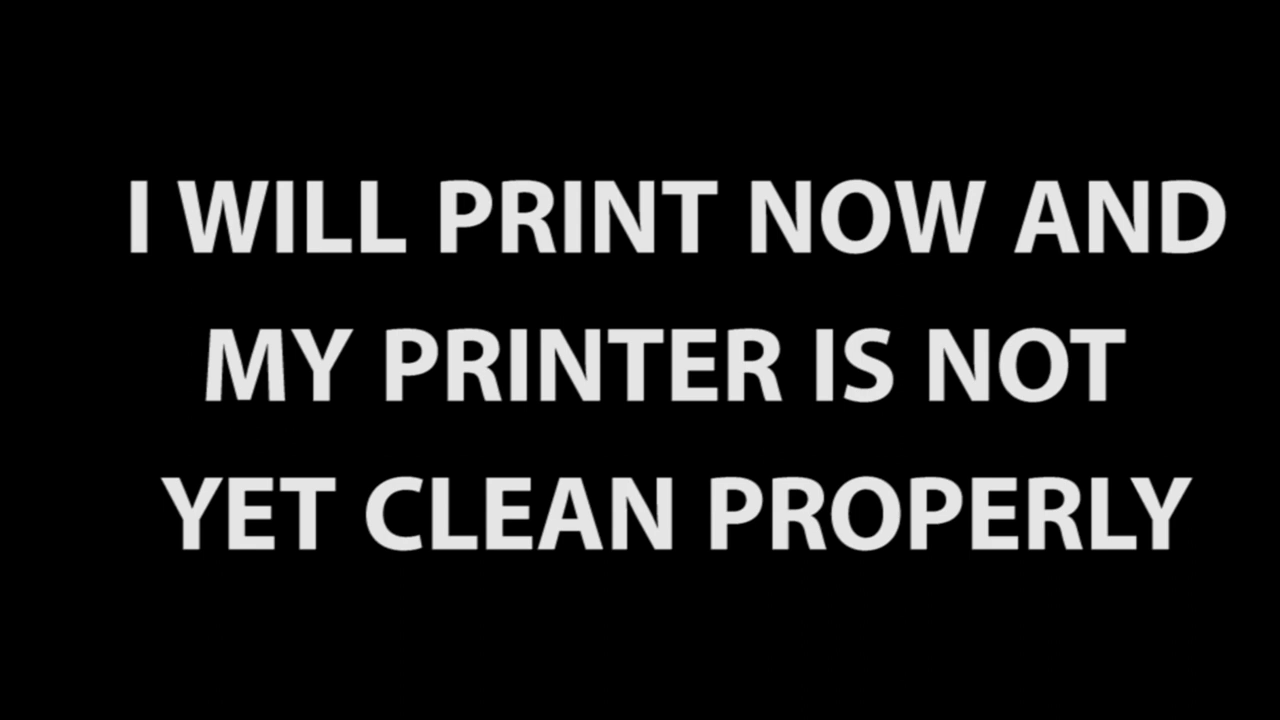 I WILL PRINT NOW AND
MY PRINTER IS NOT
YET CLEAN PROPERLY